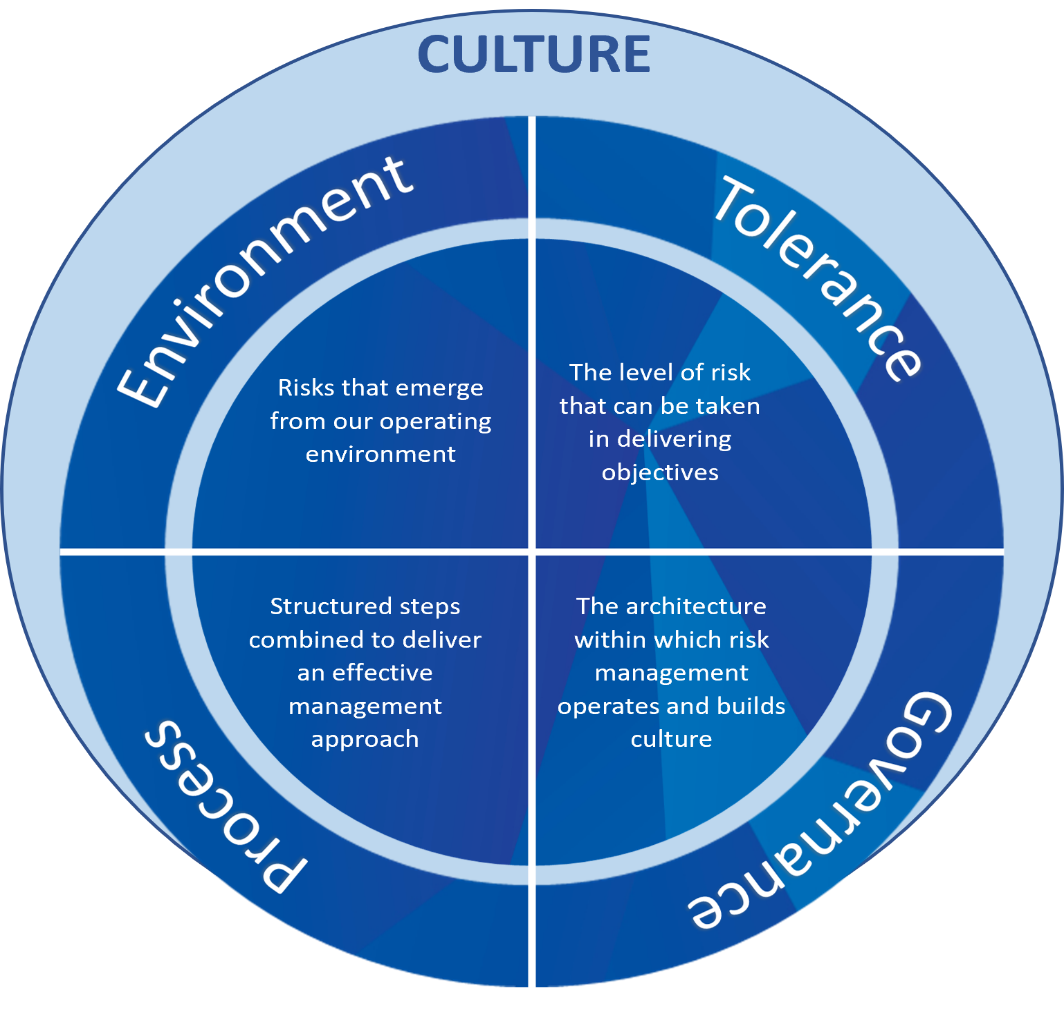 CULTURE
Environment
Tolerance
Risks that emerge
from our operating
environment
The level of risk
that can be taken
in delivering
objectives
Structured steps
combined to deliver
an effective
management
approach
The architecture
within which risk
management
operates and builds
culture
Process
Governance